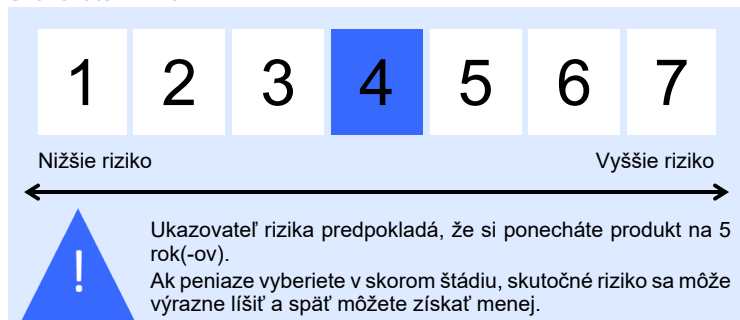 1 2 3 4 5 6 7
Nižšie riziko Vyššie riziko
!
Ukazovateľ rizika predpokladá, že si ponecháte produkt na 5
rok(-ov).
Ak peniaze vyberiete v skorom štádiu, skutočné riziko sa môže
výrazne líšiť a späť môžete získať menej.